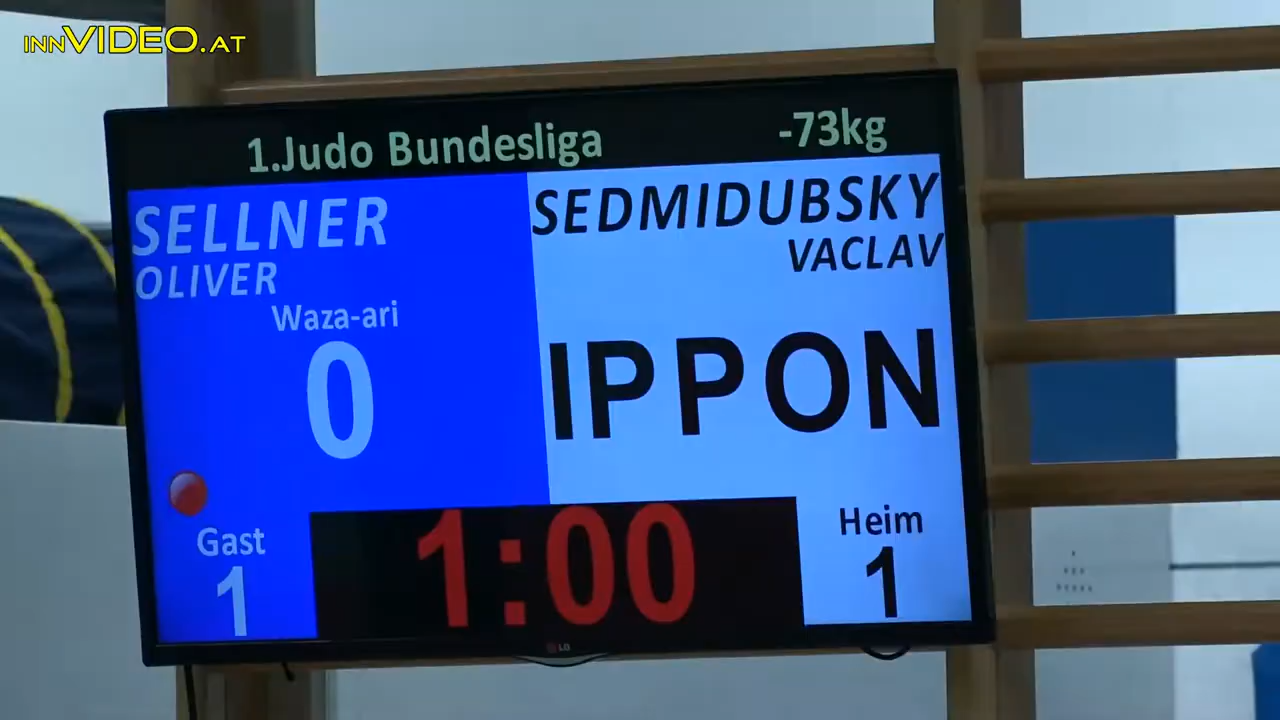 INNVIDEO.AT
1.Judo Bundesliga -73kg
SELLNER SEDMIDUBSKY
OLIVER VACLAV
Waza-ari
0 IPPON
Gast 1:00 Heim
1 1
LG